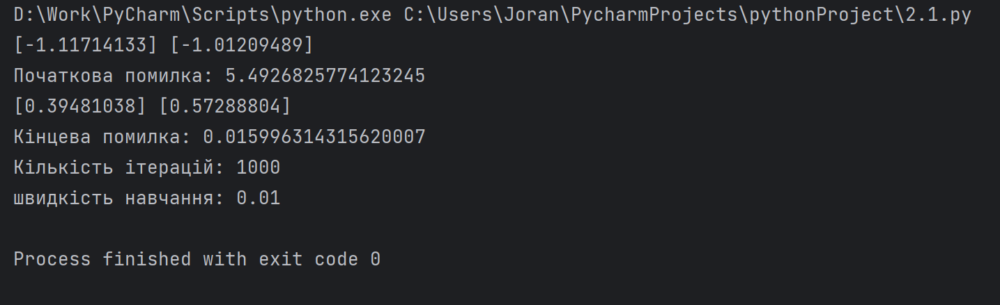 D:\Work\PyCharm\Scripts\python.exe C:\Users\Joran\PycharmProjects\pythonProject\2.1.py
[-1.11714133] [-1.01209489]
Початкова помилка: 5.4926825774123245
[0.39481038] [0.57288804]
Кінцева помилка: 0.015996314315620007
Кількість ітерацій: 1000
швидкість навчання: 0.01
Process finished with exit code 0